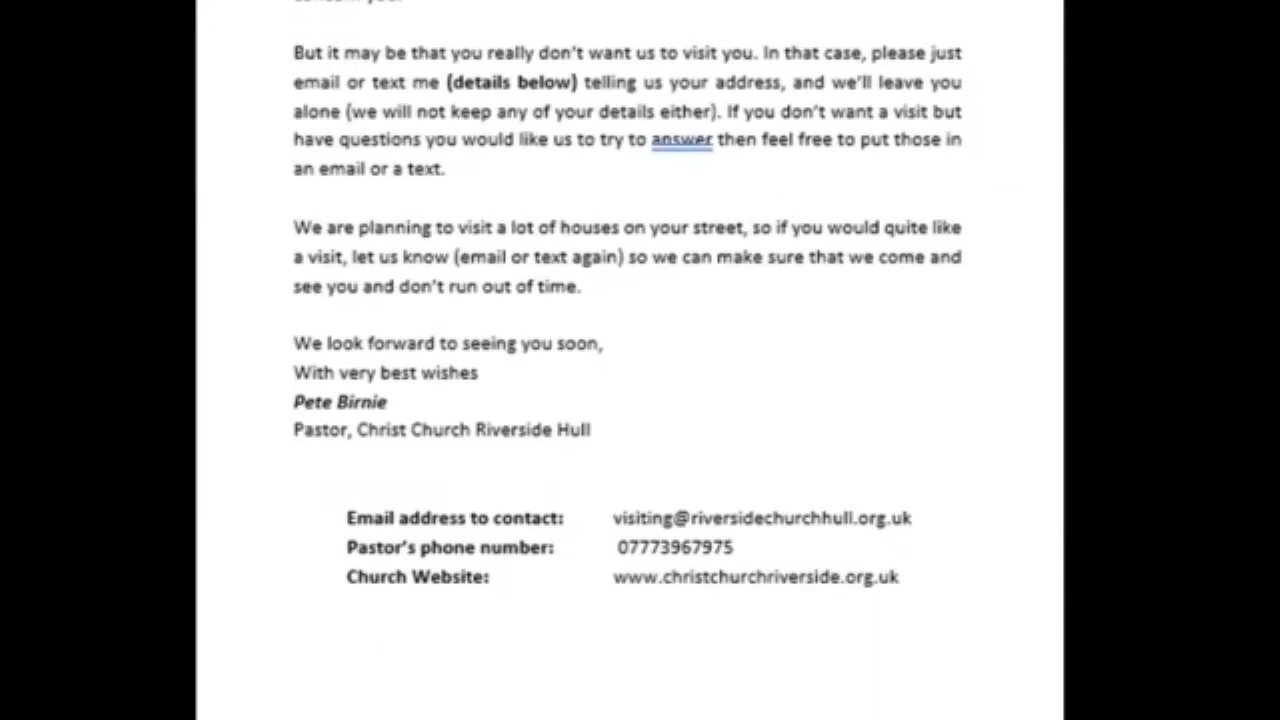 But it may be that you really don't want us to visit you. In that case, please just
email or text me (details below) telling us your address, and we'll leave you
alone (we will not keep any of your details either). If you don't want a visit but
have questions you would like us to try to answer then feel free to put those in
an email or a text.
We are planning to visit a lot of houses on your street, so if you would quite like
a visit, let us know (email or text again) so we can make sure that we come and
see you and don't run out of time.
We look forward to seeing you soon,
With very best wishes
Pete Birnie
Pastor, Christ Church Riverside Hull
Email address to contact: visiting@riversidechurchhull.org.uk
Pastor's phone number: 07773967975
Church Website: www.christchurchriverside.org.uk